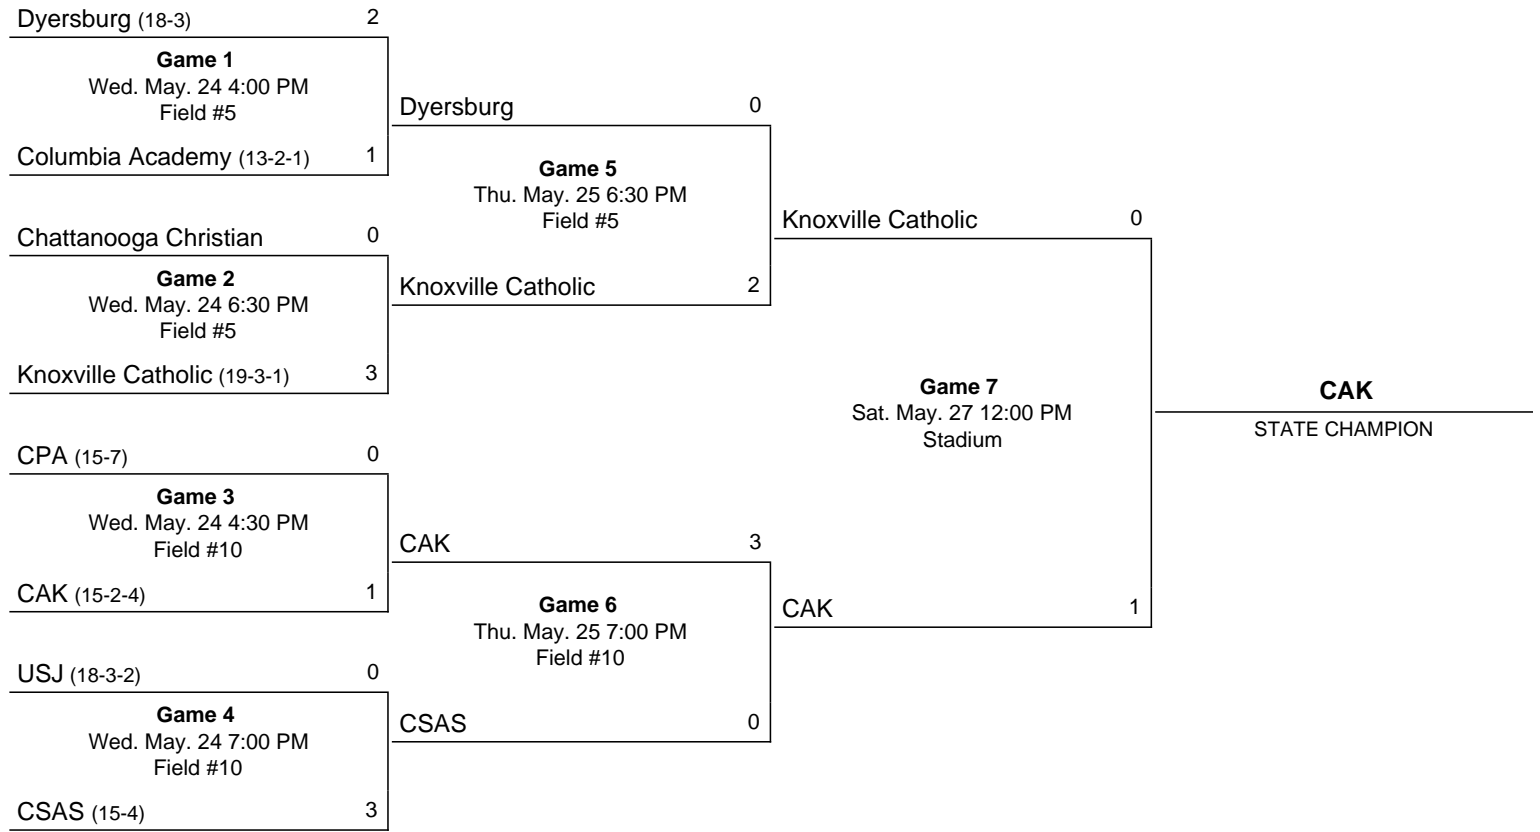 Dyersburg (18-3) 2
Game 1
Wed. May. 24 4:00 PM
Field #5
Columbia Academy (13-2-1) 1
Chattanooga Christian 0
Game 2
Wed. May. 24 6:30 PM
Field #5
Knoxville Catholic (19-3-1) 3
CPA (15-7) 0
Game 3
Wed. May. 24 4:30 PM
Field #10
CAK (15-2-4) 1
USJ (18-3-2) 0
Game 4
Wed. May. 24 7:00 PM
Field #10
CSAS (15-4) 3
Dyersburg 0
Game 5
Thu. May. 25 6:30 PM
Field #5
Knoxville Catholic 2
CAK 3
Game 6
Thu. May. 25 7:00 PM
Field #10
CSAS 0
Knoxville Catholic 0
Game 7
Sat. May. 27 12:00 PM
Stadium
CAK 1
CAK
STATE CHAMPION